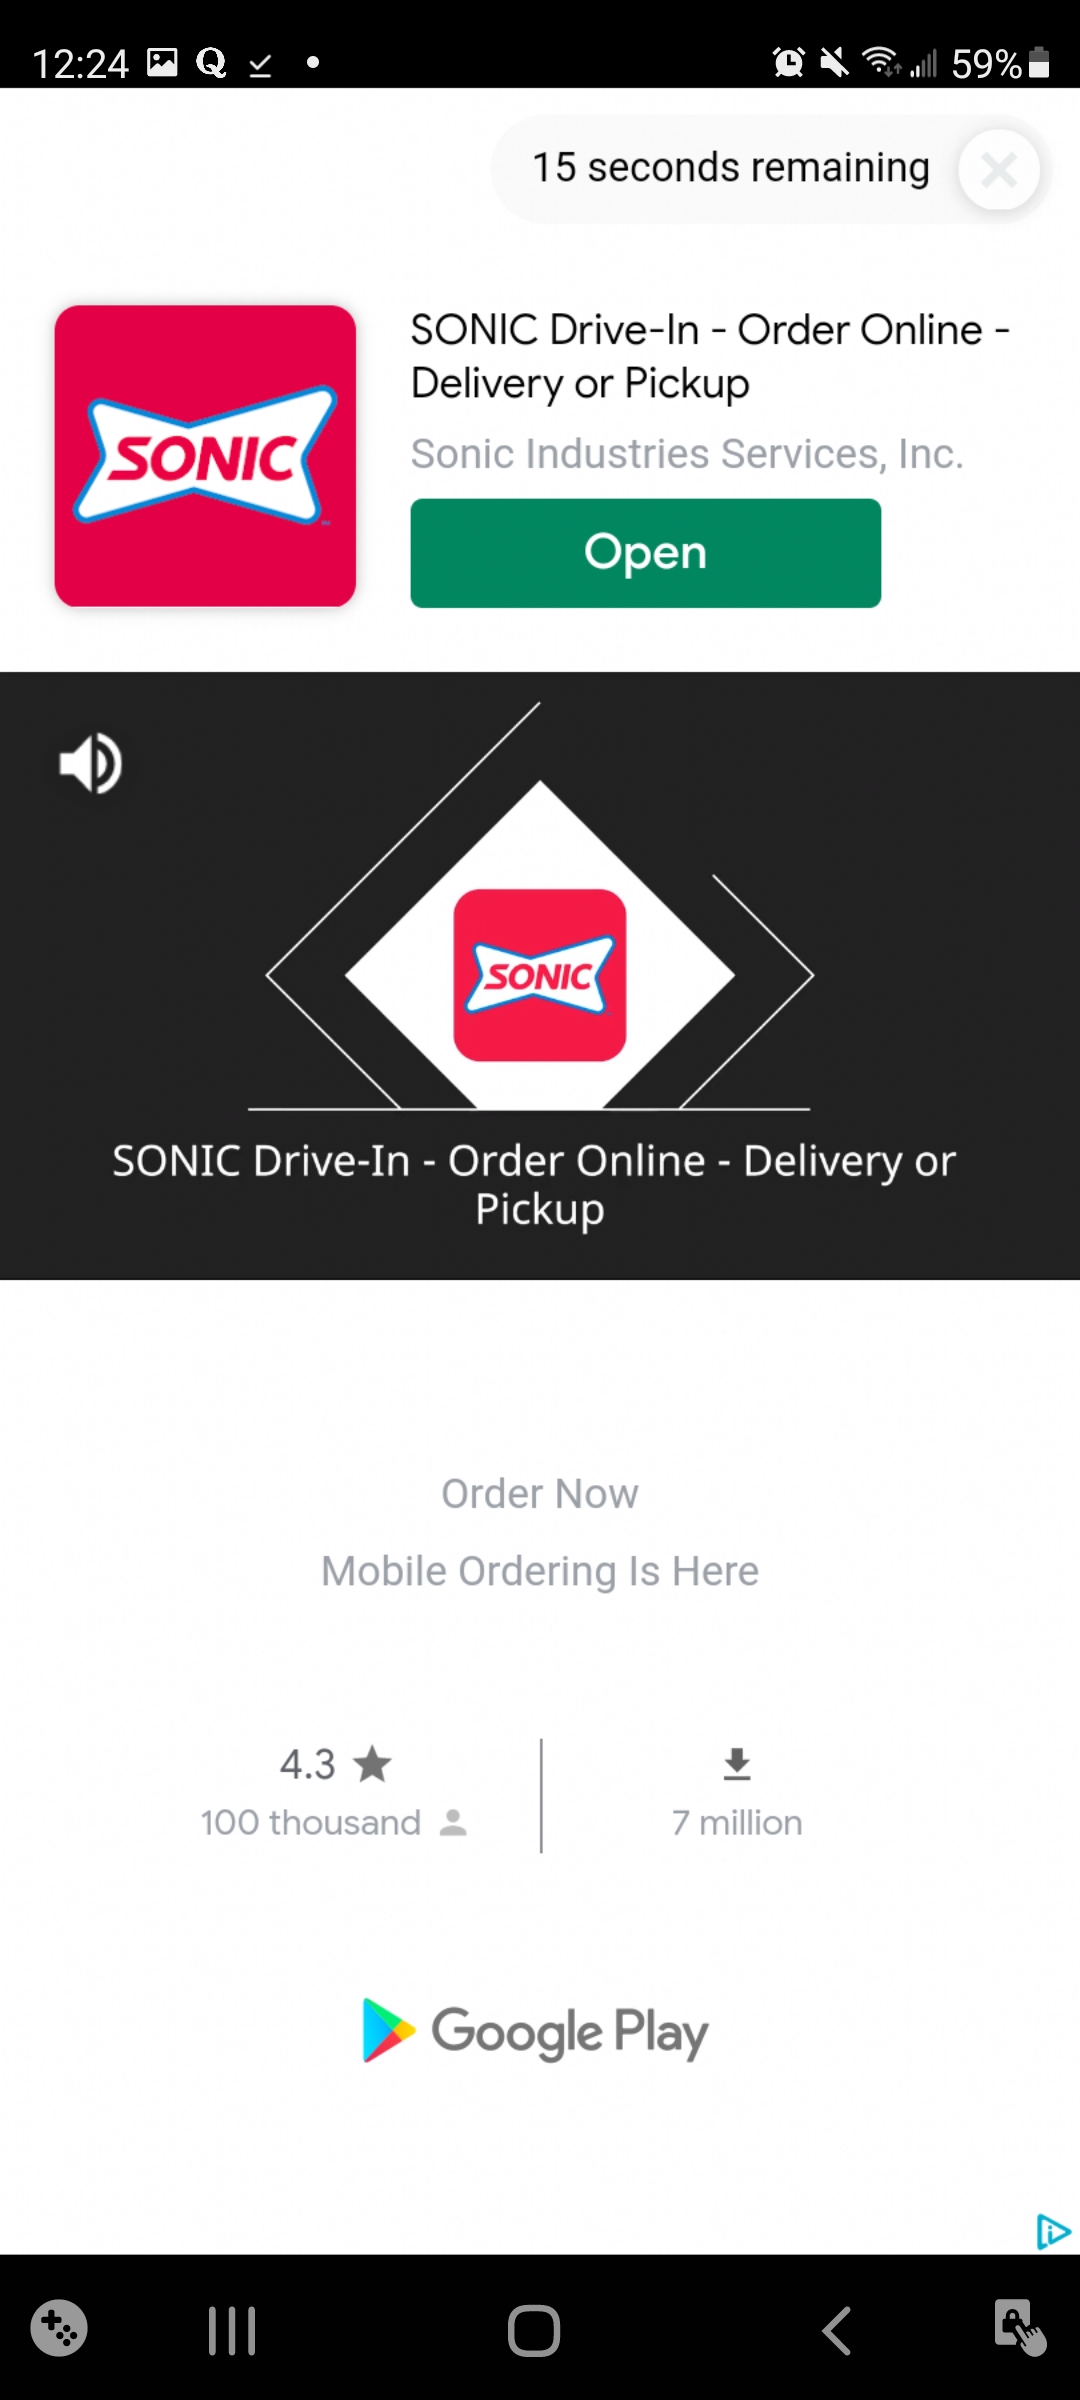 12:24
59%
15 seconds remaining
SONIC
SONIC Drive-In - Order Online -
Delivery or Pickup
Sonic Industries Services, Inc.
Open
SONIC
SONIC Drive-In - Order Online - Delivery or
Pickup
Order Now
Mobile Ordering Is Here
4.3
100 thousand
7 million
Google Play